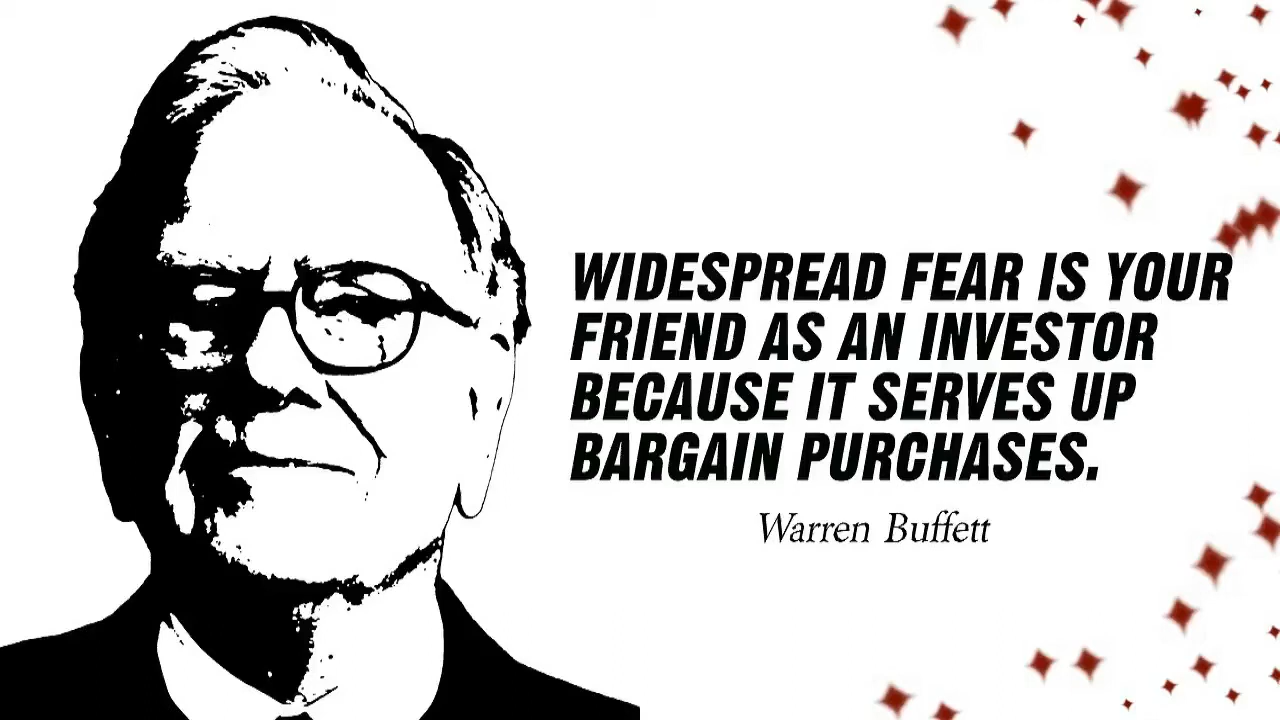 WIDESPREAD FEAR IS YOUR
FRIEND AS AN INVESTOR
BECAUSE IT SERVES UP
BARGAIN PURCHASES.
Warren Buffett